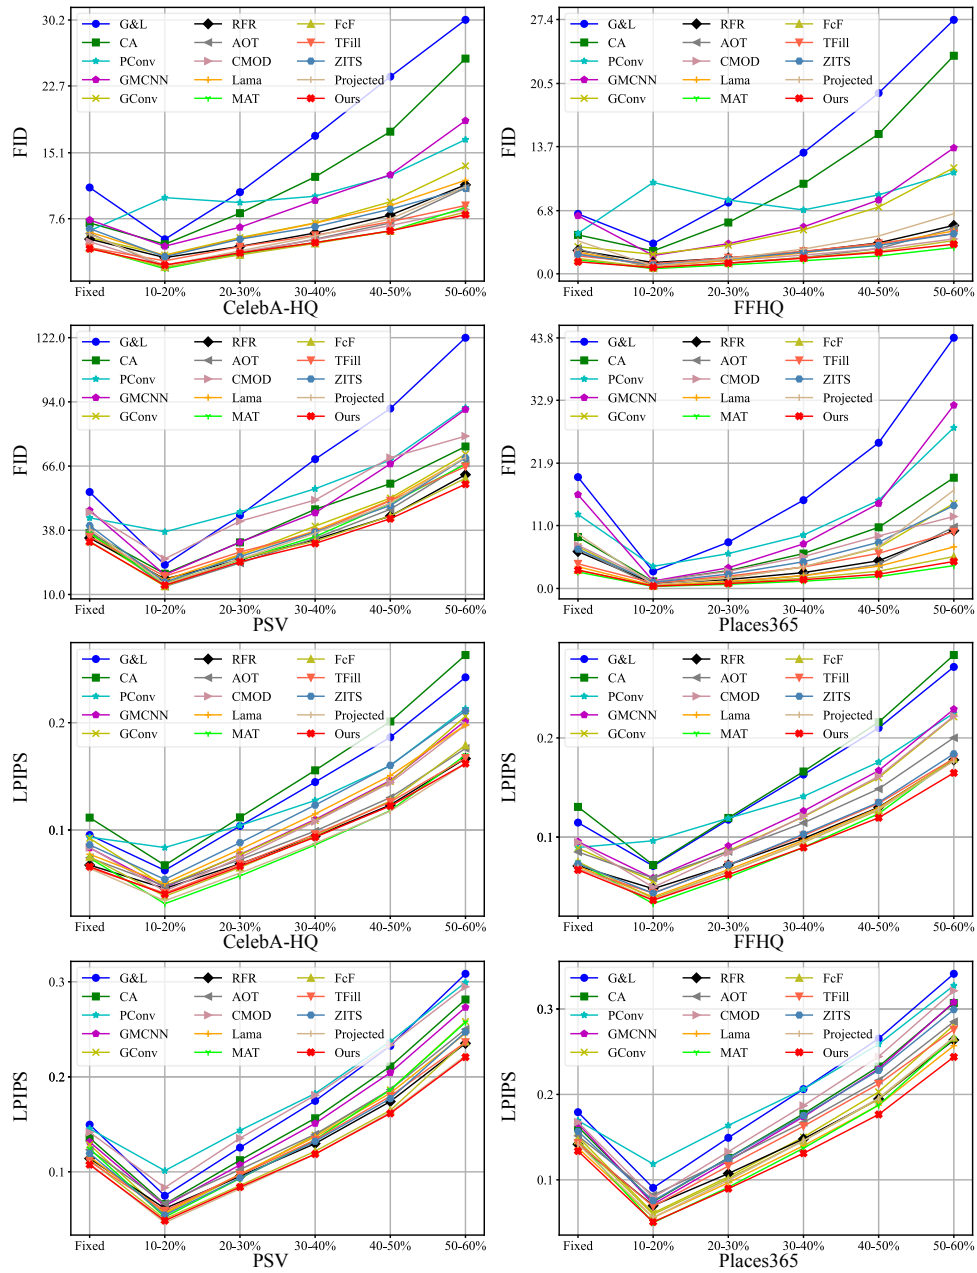 30.2
22.7
15.1
7.6
FID
G&L
CA
PConv
GMCNN
GConv
RFR
AOT
CMOD
Lama
MAT
FcF
TFill
ZITS
Projected
Ours
Fixed 10-20% 20-30% 30-40% 40-50% 50-60%
CelebA-HQ
27.4
20.5
13.7
6.8
0.0
FID
G&L
CA
PConv
GMCNN
GConv
RFR
AOT
CMOD
Lama
MAT
FcF
TFill
ZITS
Projected
Ours
Fixed 10-20% 20-30% 30-40% 40-50% 50-60%
FFHQ
122.0
94.0
66.0
38.0
10.0
FID
G&L
CA
PConv
GMCNN
GConv
RFR
AOT
CMOD
Lama
MAT
FcF
TFill
ZITS
Projected
Ours
Fixed 10-20% 20-30% 30-40% 40-50% 50-60%
PSV
43.8
32.9
21.9
11.0
0.0
FID
G&L
CA
PConv
GMCNN
GConv
RFR
AOT
CMOD
Lama
MAT
FcF
TFill
ZITS
Projected
Ours
Fixed 10-20% 20-30% 30-40% 40-50% 50-60%
Places365
0.2
0.1
LPIPS
G&L
CA
PConv
GMCNN
GConv
RFR
AOT
CMOD
Lama
MAT
FcF
TFill
ZITS
Projected
Ours
Fixed 10-20% 20-30% 30-40% 40-50% 50-60%
CelebA-HQ
0.2
0.1
LPIPS
G&L
CA
PConv
GMCNN
GConv
RFR
AOT
CMOD
Lama
MAT
FcF
TFill
ZITS
Projected
Ours
Fixed 10-20% 20-30% 30-40% 40-50% 50-60%
FFHQ
0.3
0.2
0.1
LPIPS
G&L
CA
PConv
GMCNN
GConv
RFR
AOT
CMOD
Lama
MAT
FcF
TFill
ZITS
Projected
Ours
Fixed 10-20% 20-30% 30-40% 40-50% 50-60%
PSV
0.3
0.2
0.1
LPIPS
G&L
CA
PConv
GMCNN
GConv
RFR
AOT
CMOD
Lama
MAT
FcF
TFill
ZITS
Projected
Ours
Fixed 10-20% 20-30% 30-40% 40-50% 50-60%
Places365